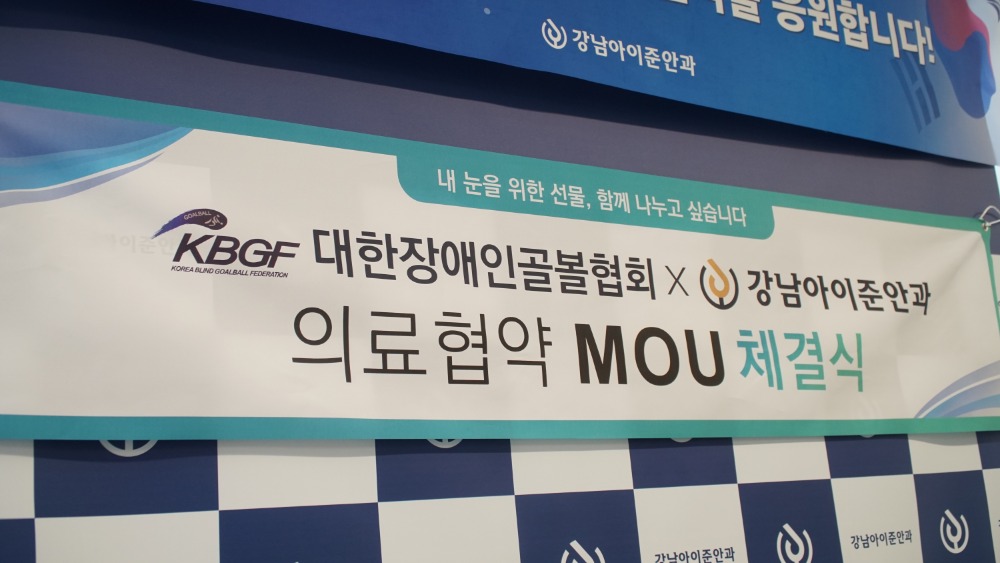 응원합니다!
강남아이준안과
내 눈을 위한 선물, 함께 나누고 싶습니다
GOALBALL
KBGF
KOREA BLIND GOALBALL FEDERATION
대한장애인골볼협회 X 강남아이준안과
의료협약 MOU 체결식
강남아이준안과
강남아이준안과